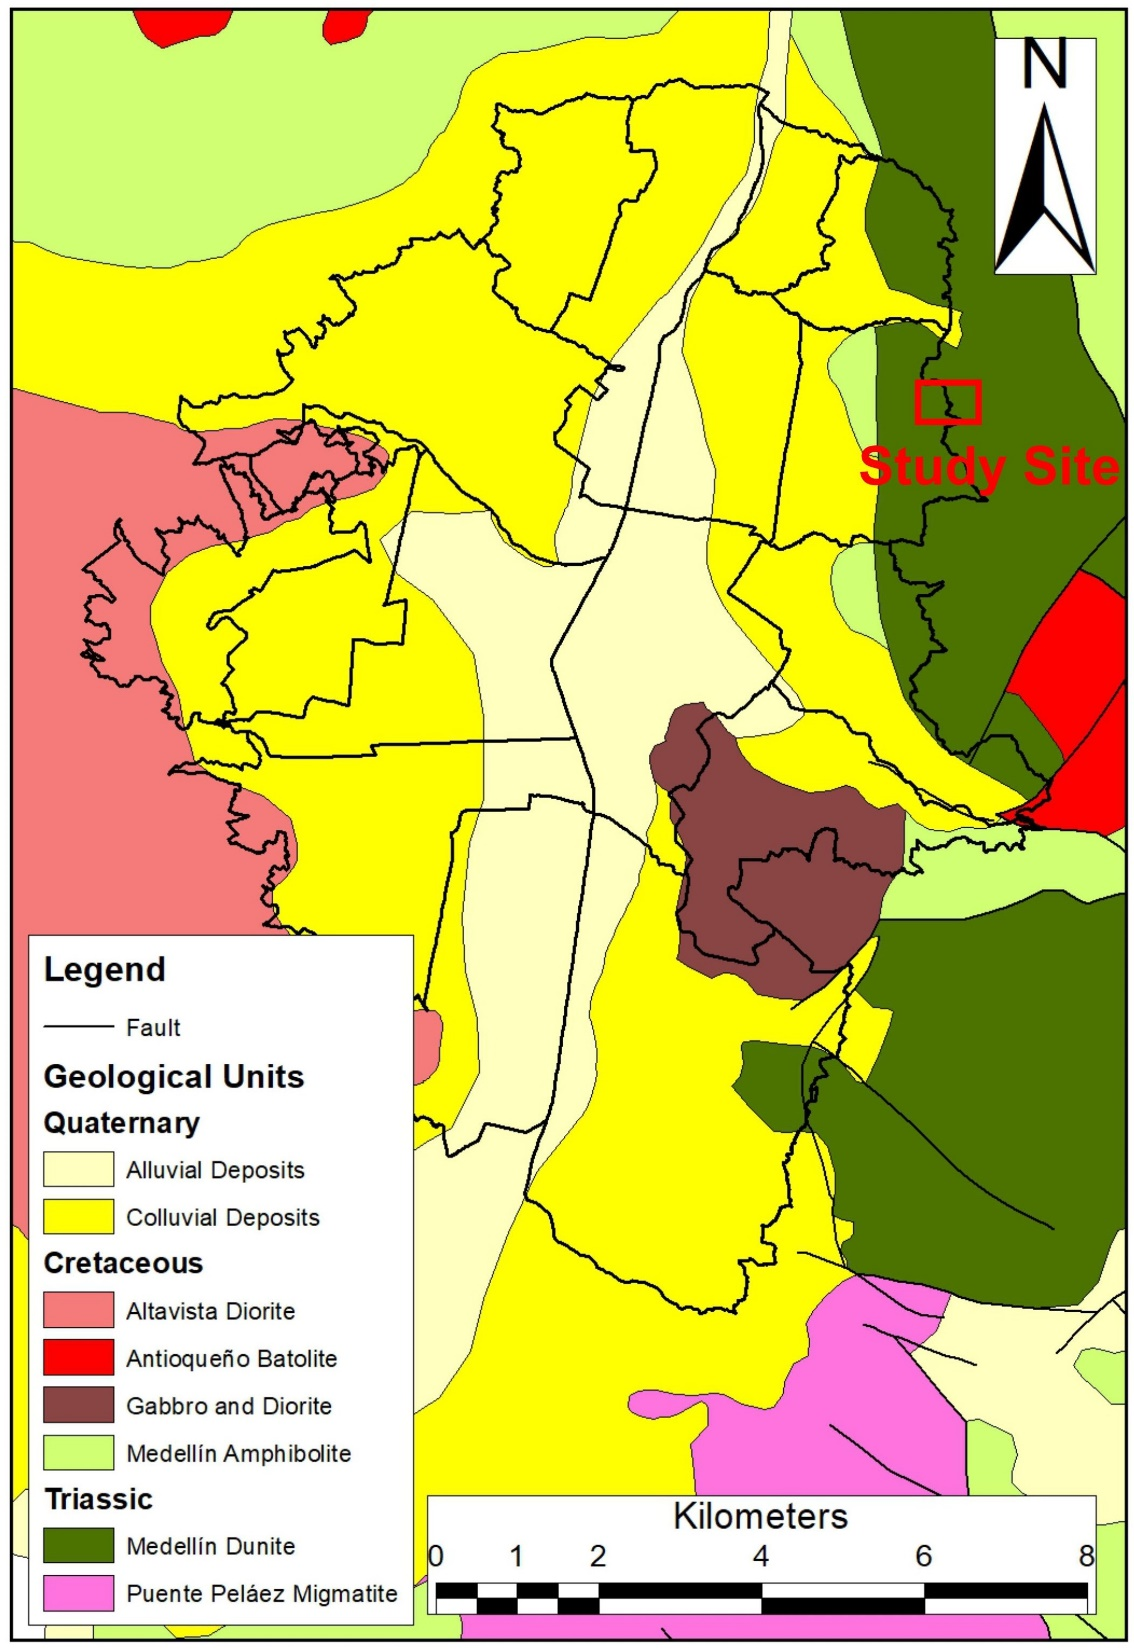 N
Study Site
Legend
Fault
Geological Units
Quaternary
Alluvial Deposits
Colluvial Deposits
Cretaceous
Altavista Diorite
Antioqueño Batolite
Gabbro and Diorite
Medellín Amphibolite
Triassic
Medellín Dunite
Puente Peláez Migmatite
Kilometers
0 1 2 4 6 8